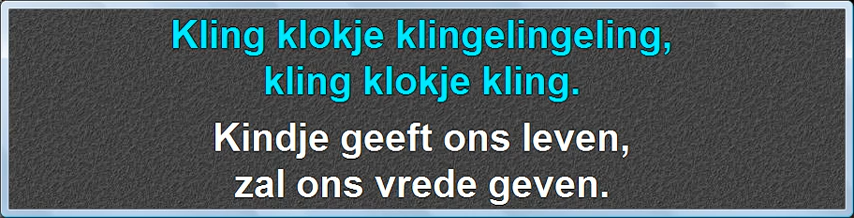 Kling klokje klingelingeling,
kling klokje kling.
Kindje geeft ons leven,
zal ons vrede geven.